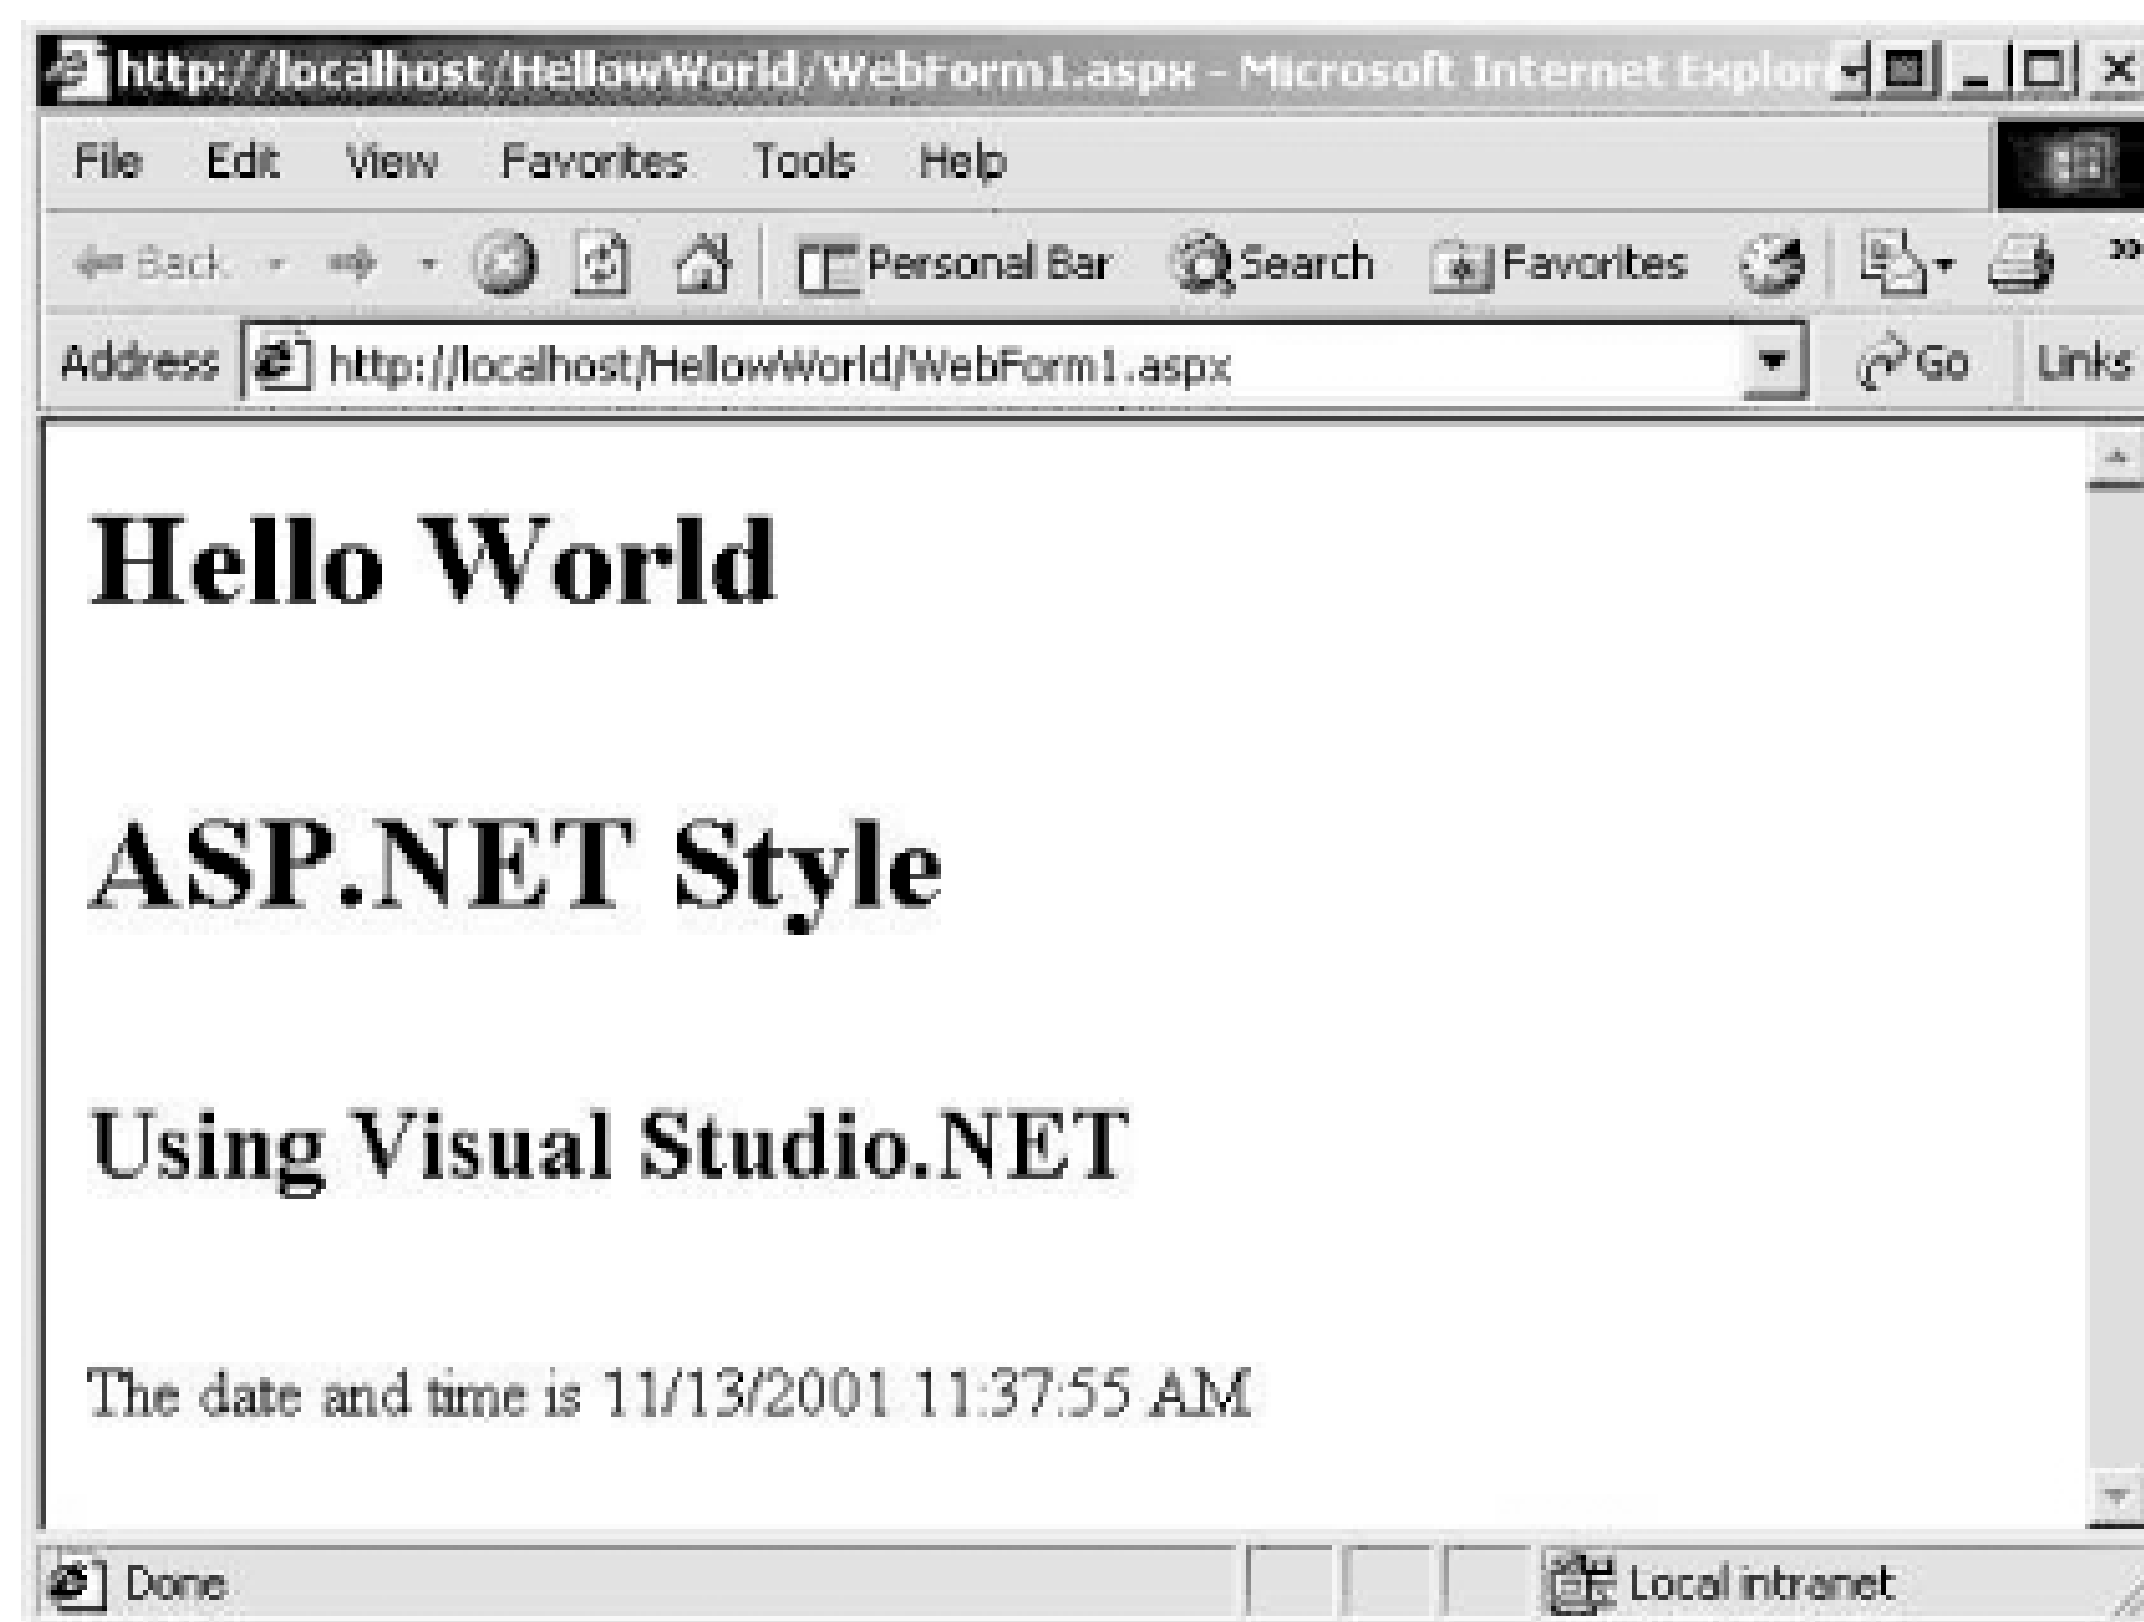 http://localhost/HellowWorld/WebForm1.aspx - Microsoft Internet Explor
File Edit View Favorites Tools Help
Back Personal Bar Search Favorites »
Address http://localhost/HellowWorld/WebForm1.aspx Go Links
Hello World
ASP.NET Style
Using Visual Studio.NET
The date and time is 11/13/2001 11:37:55 AM
Done Local intranet